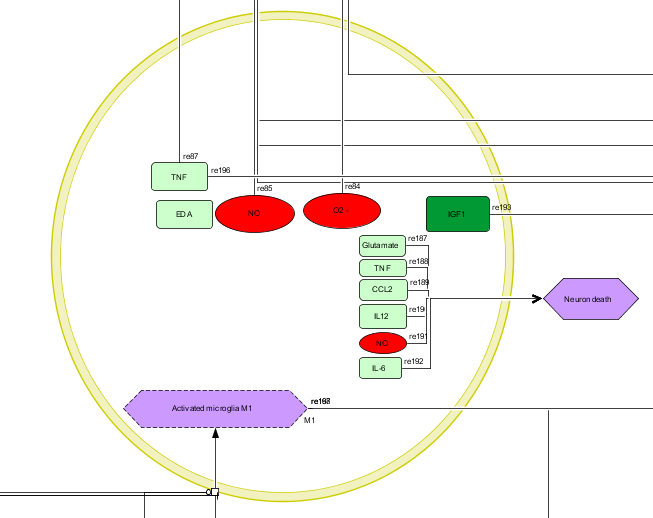 re87
TNF
re196
re85
re84
EDA
NO
O2-
IGF1
re193
Glutamate
re187
TNF
re188
CCL2
re189
IL12
re19
NO
re191
IL-6
re192
Neuron death
Activated microglia M1
M1